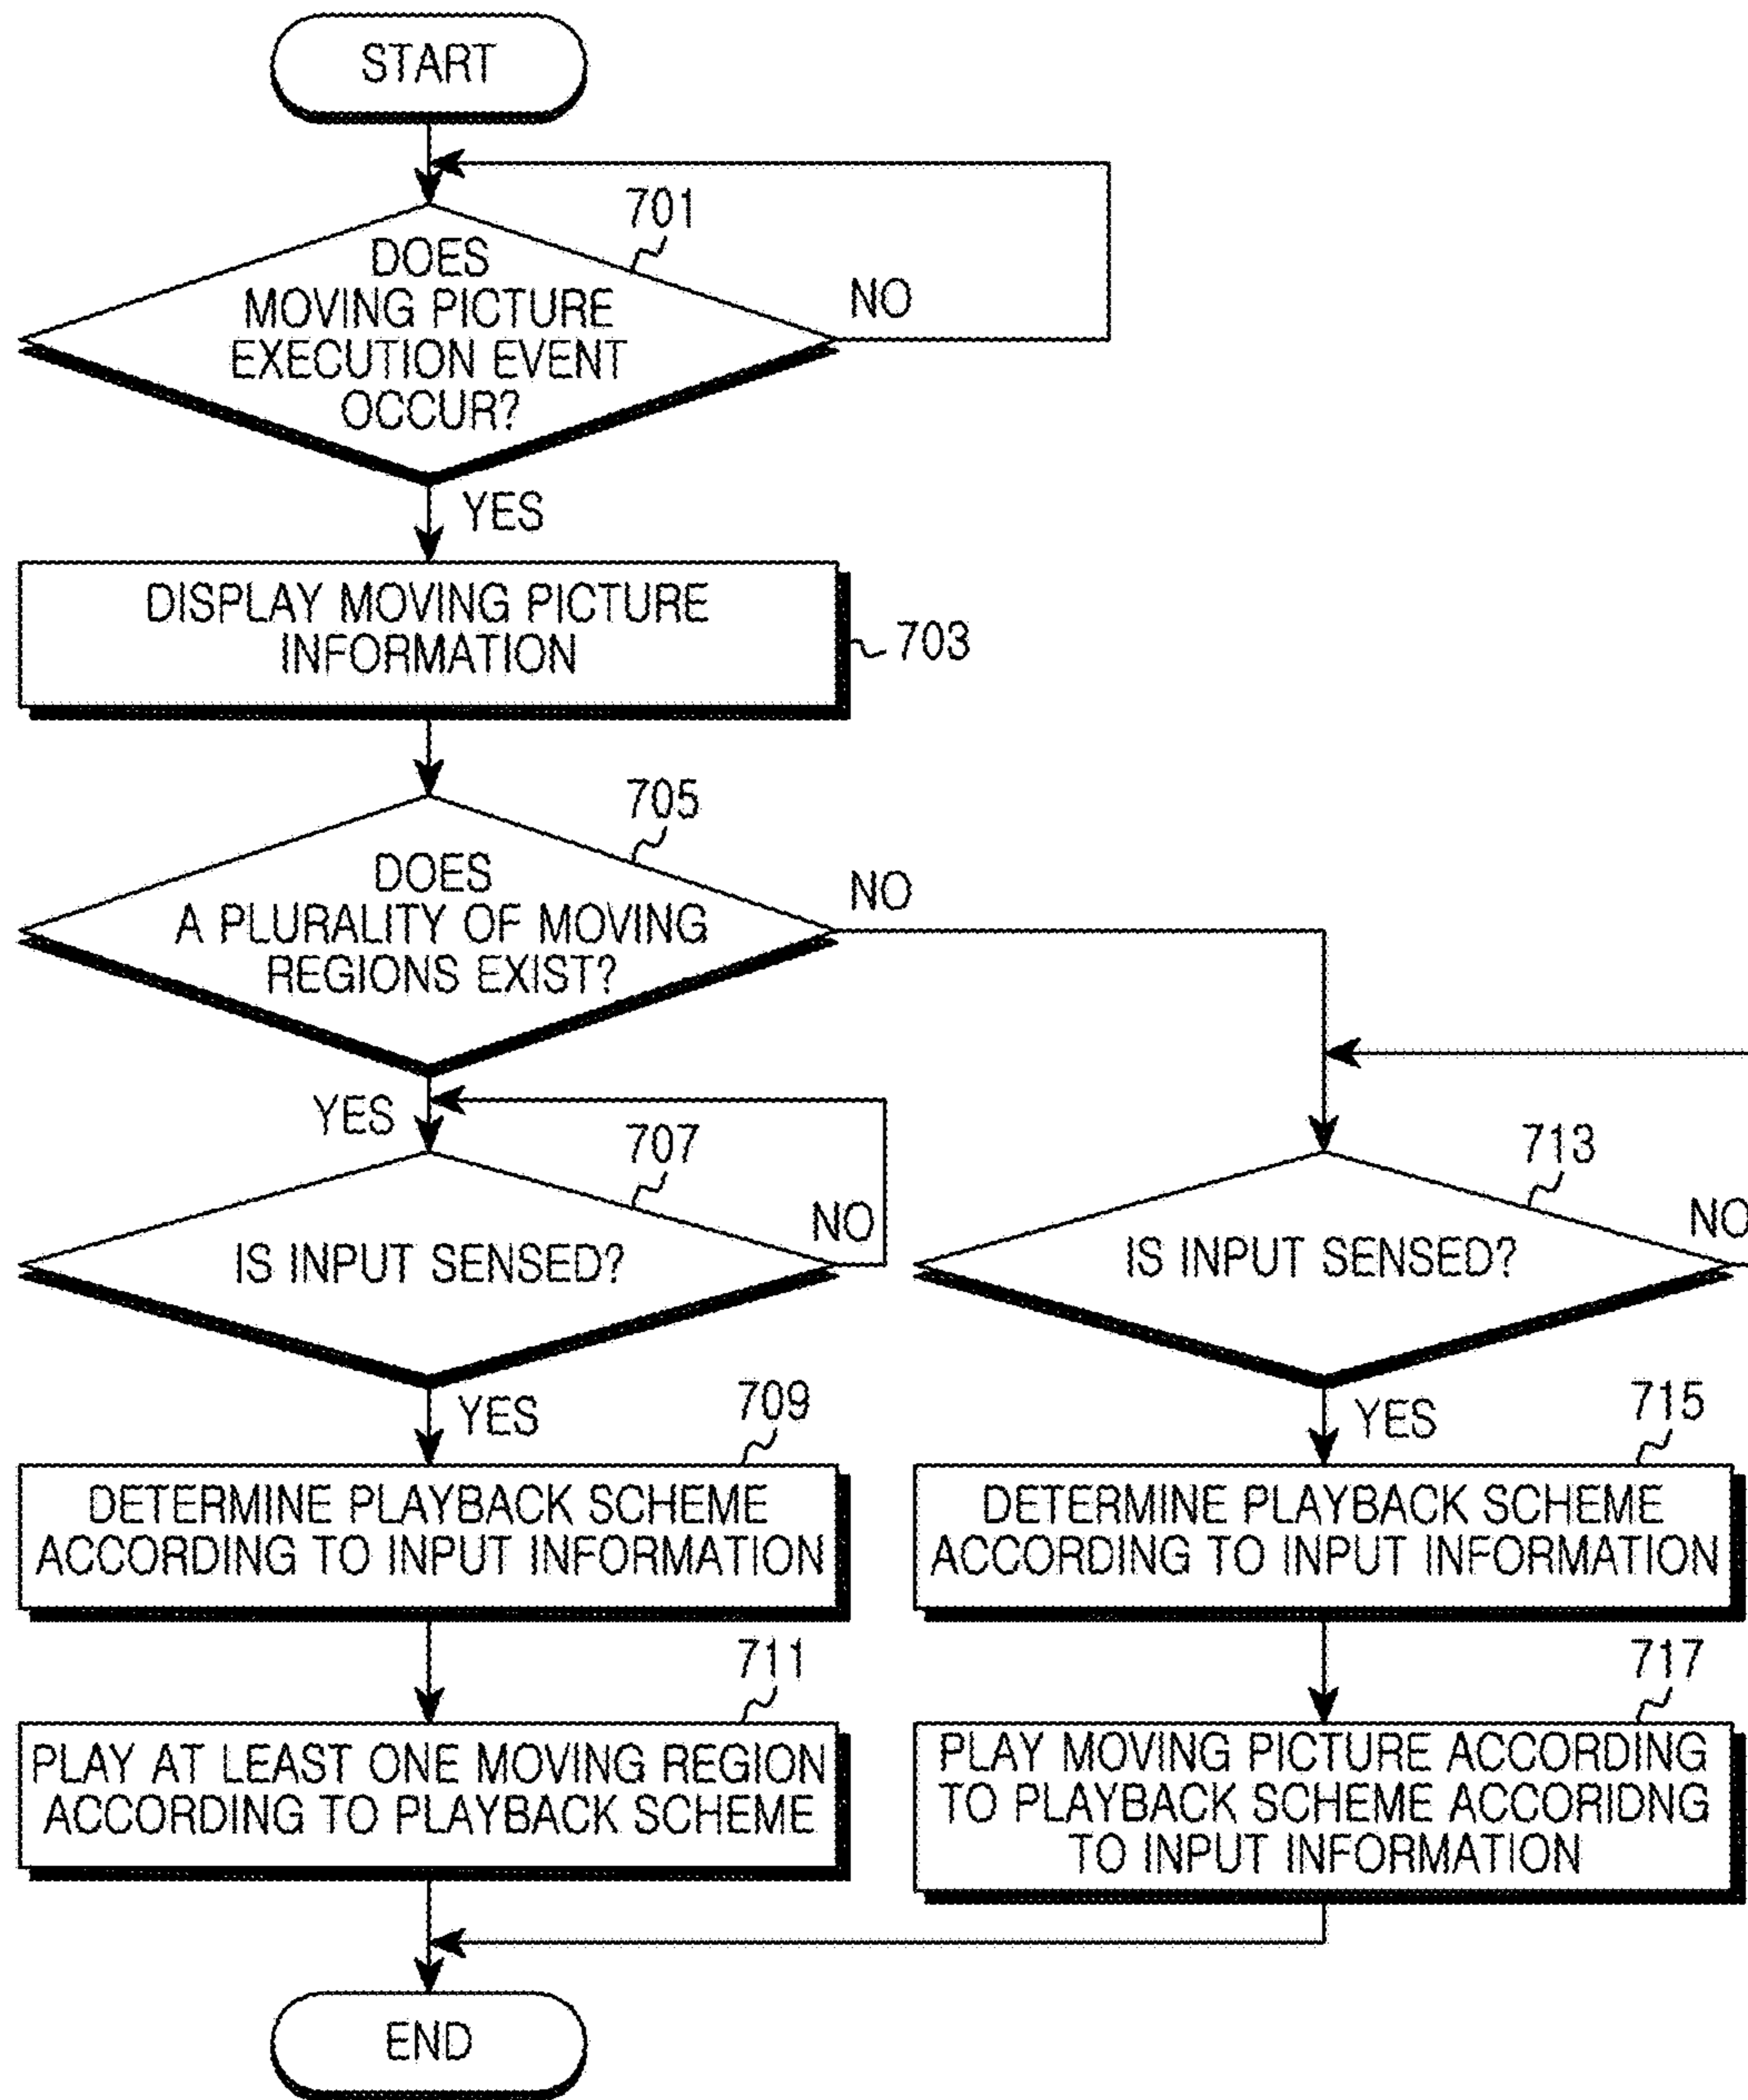 START
701
DOES
MOVING PICTURE
EXECUTION EVENT
OCCUR?
NO
YES
DISPLAY MOVING PICTURE
INFORMATION
703
705
DOES
A PLURALITY OF MOVING
REGIONS EXIST?
NO
YES
707
IS INPUT SENSED?
NO
YES
709
DETERMINE PLAYBACK SCHEME
ACCORDING TO INPUT INFORMATION
711
PLAY AT LEAST ONE MOVING REGION
ACCORDING TO PLAYBACK SCHEME
713
IS INPUT SENSED?
NO
YES
715
DETERMINE PLAYBACK SCHEME
ACCORDING TO INPUT INFORMATION
717
PLAY MOVING PICTURE ACCORDING
TO PLAYBACK SCHEME ACCORIDNG
TO INPUT INFORMATION
END